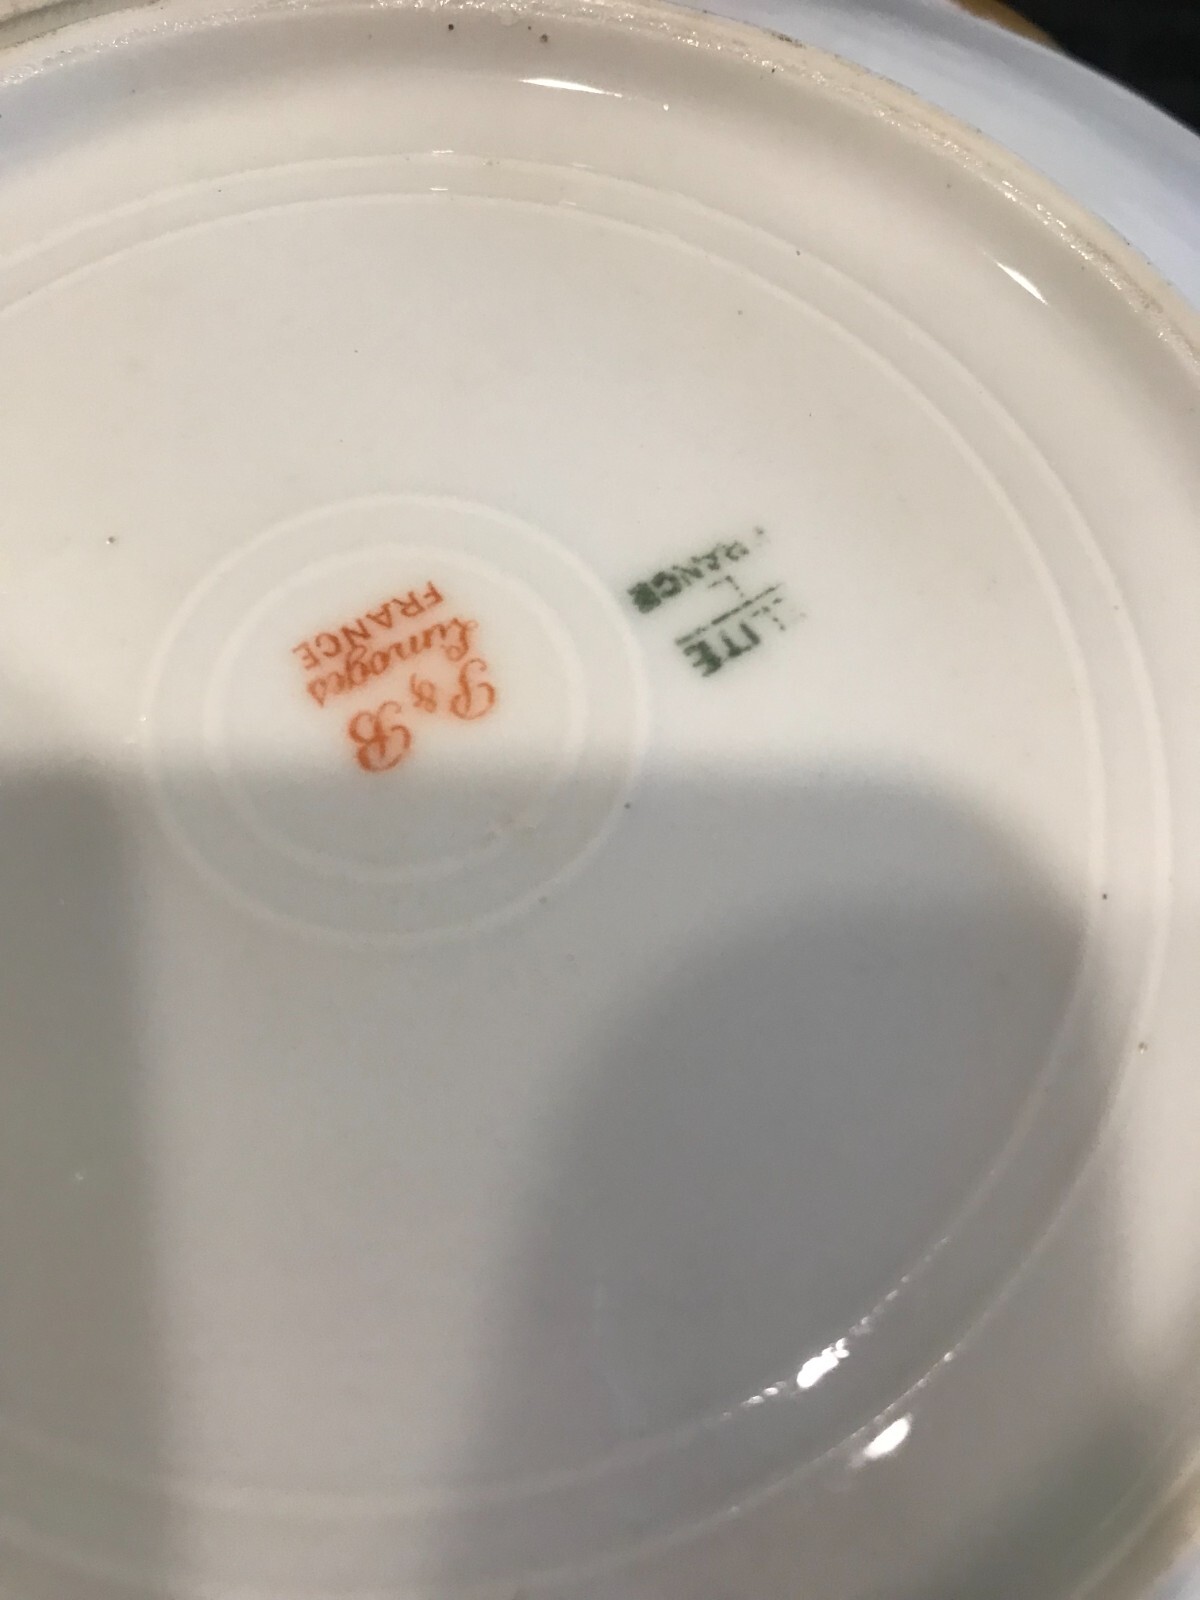 P & B
Limoges
FRANCE
ELITE
L
FRANCE